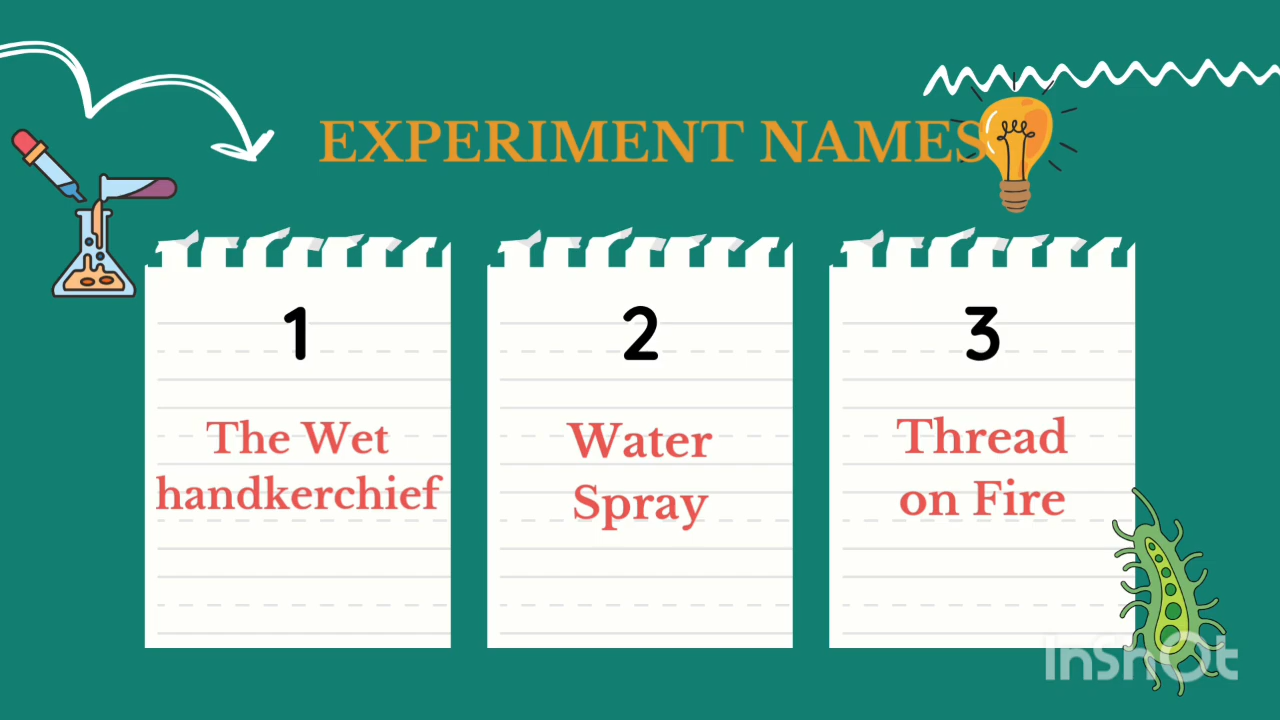 EXPERIMENT NAMES
1
The Wet
handkerchief
2
Water
Spray
3
Thread
on Fire
InShOt